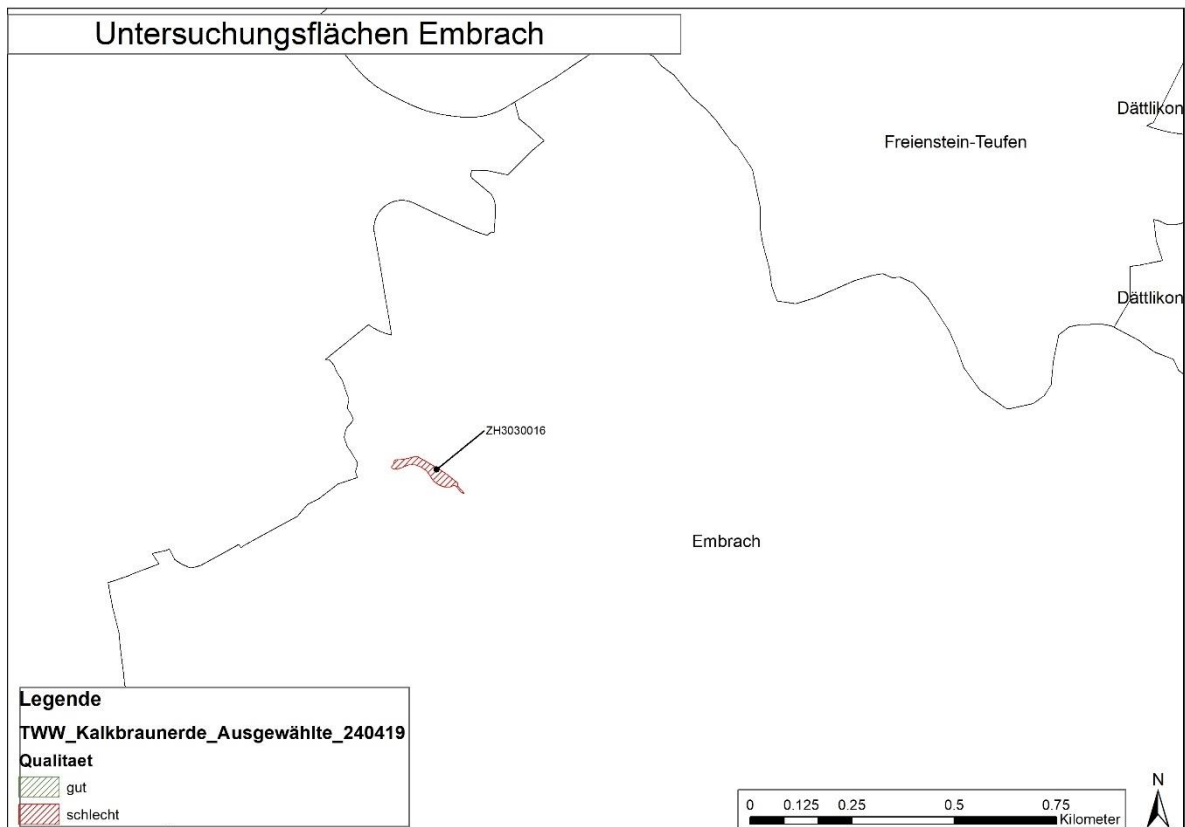 Untersuchungsflächen Embrach
Dättlikon
Freienstein-Teufen
Dättlikon
ZH3030016
Embrach
Legende
TWW_Kalkbraunerde_Ausgewählte_240419
Qualitaet
gut
schlecht
N
0 0.125 0.25 0.5 0.75
Kilometer